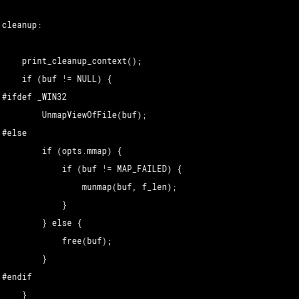 cleanup:
    print_cleanup_context();
    if (buf != NULL) {
#ifdef _WIN32
        UnmapViewOfFile(buf);
#else
        if (opts.mmap) {
            if (buf != MAP_FAILED) {
                munmap(buf, f_len);
            }
        } else {
            free(buf);
        }
#endif
    }